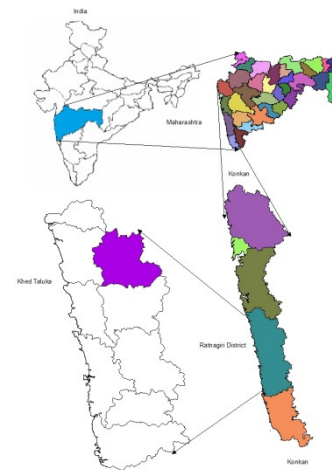 India
Maharashtra
Konkan
Khed Taluka
Ratnagiri District
Konkan